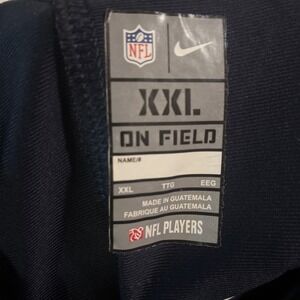 NFL
XXL
ON FIELD
NAME/#
XXL TTG EEG
MADE IN GUATEMALA
FABRIQUE AU GUATEMALA
NFL PLAYERS